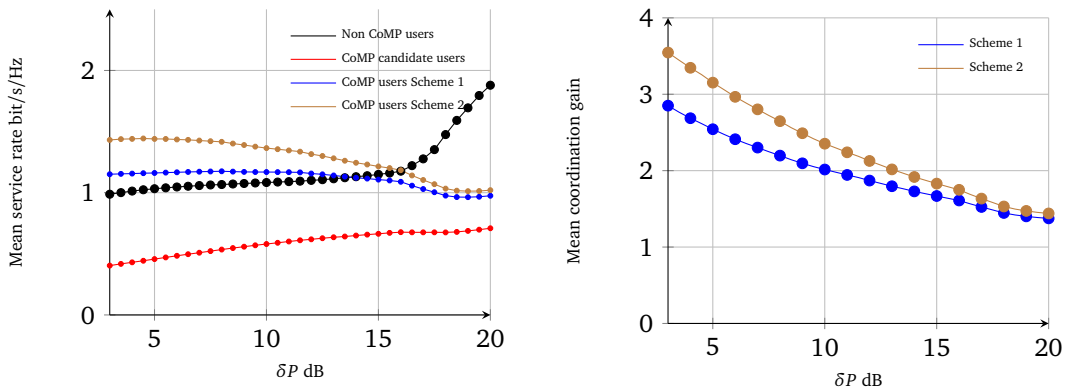 Mean service rate bit/s/Hz
2
1
0
5
10
15
20
δP dB
Non CoMP users
CoMP candidate users
CoMP users Scheme 1
CoMP users Scheme 2
Mean coordination gain
4
3
2
1
0
5
10
15
20
δP dB
Scheme 1
Scheme 2